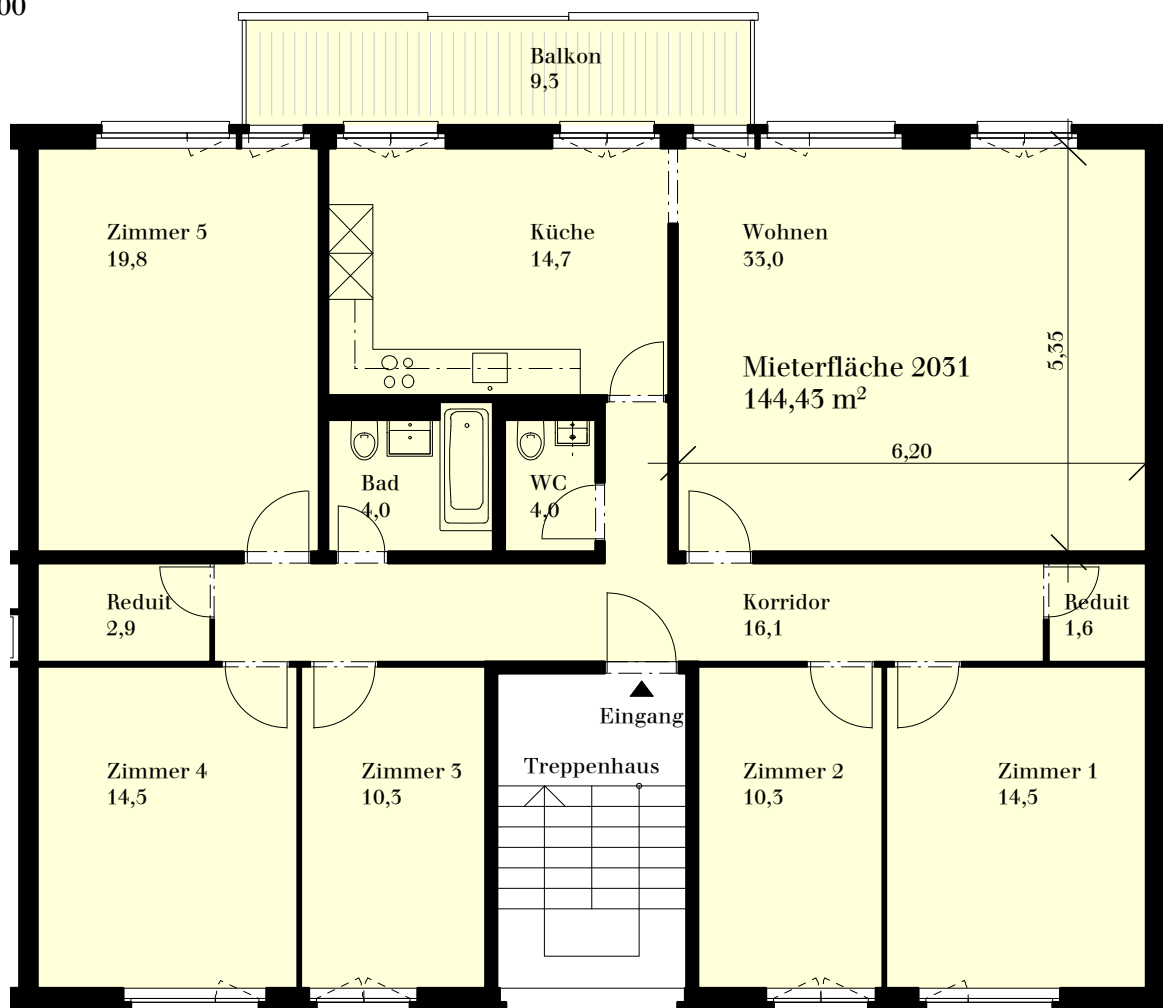 00
Balkon
9,3
Zimmer 5
19,8
Küche
14,7
Wohnen
33,0
5,35
Mieterfläche 2031
144,43 m²
6,20
Bad
4,0
WC
4,0
Reduit
2,9
Korridor
16,1
Reduit
1,6
Eingang
Treppenhaus
Zimmer 4
14,5
Zimmer 3
10,3
Zimmer 2
10,3
Zimmer 1
14,5